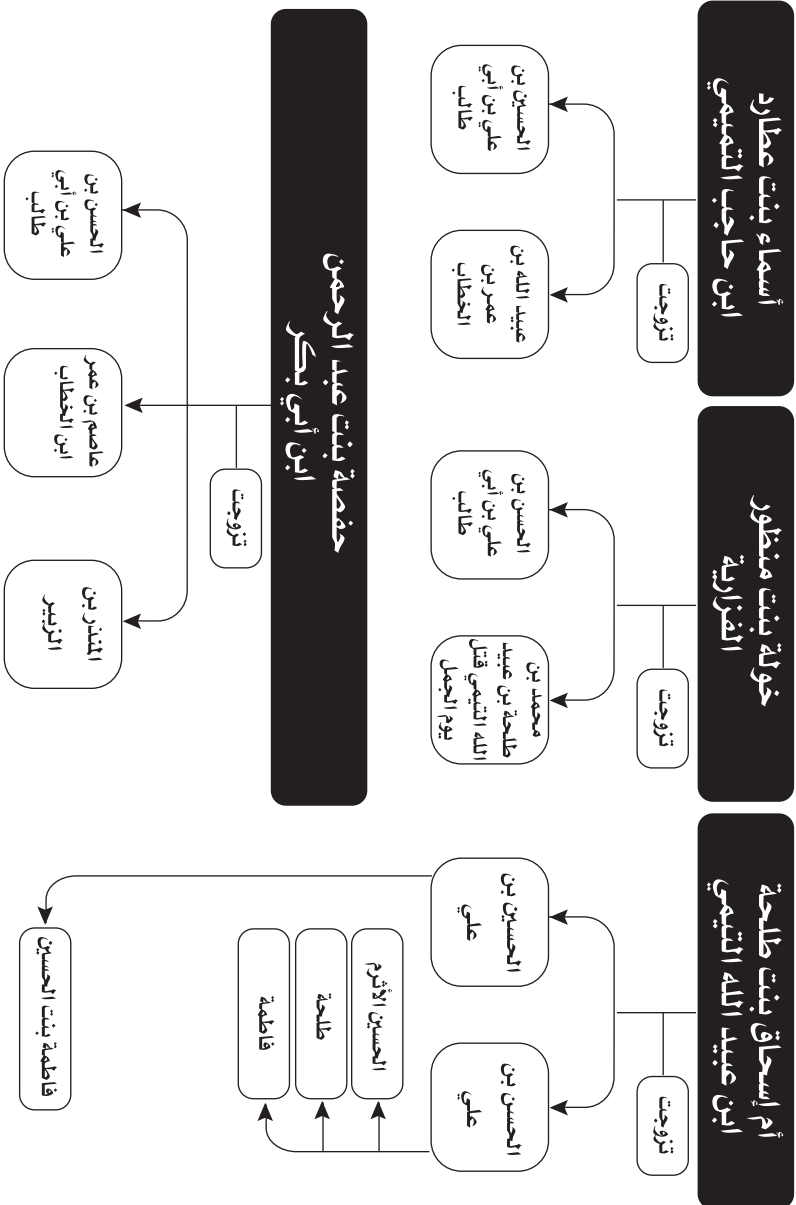 أم إسحاق بنت طلحة
ابن عبيد الله التيمي
تزوجت
الحسن بن
علي
الحسين بن
علي
الحسين الأثرم
طلحة
فاطمة
فاطمة بنت الحسين
خولة بنت منظور
الفزارية
تزوجت
محمد بن
طلحة بن عبيد
الله التيمي قتل
يوم الجمل
الحسن بن
علي بن أبي
طالب
أسماء بنت عطارد
ابن حاجب التميمي
تزوجت
عبيد الله بن
عمر بن
الخطاب
الحسين بن
علي بن أبي
طالب
حفصة بنت عبد الرحمن
ابن أبي بكر
تزوجت
المنذر بن
الزبير
عاصم بن عمر
ابن الخطاب
الحسن بن
علي بن أبي
طالب